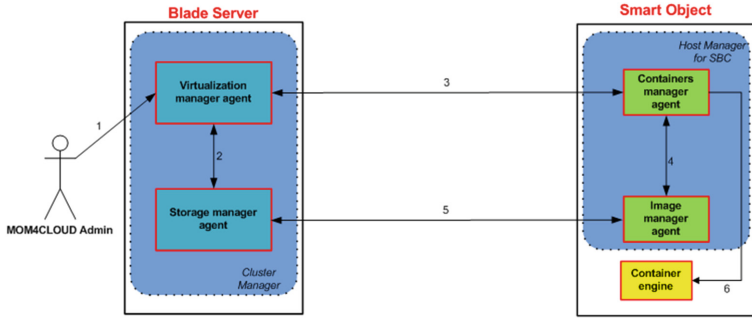 Blade Server
Smart Object
Host Manager
for SBC
Virtualization
manager agent
3
Containers
manager
agent
1
2
4
MOM4CLOUD Admin
Storage manager
agent
5
Image
manager
agent
Cluster
Manager
Container
engine
6